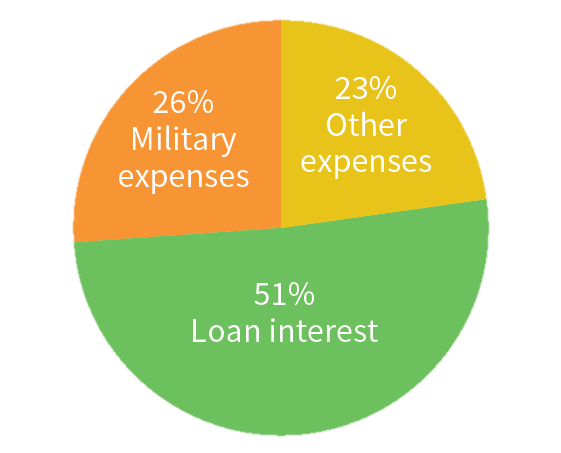 26%
Military
expenses
23%
Other
expenses
51%
Loan interest